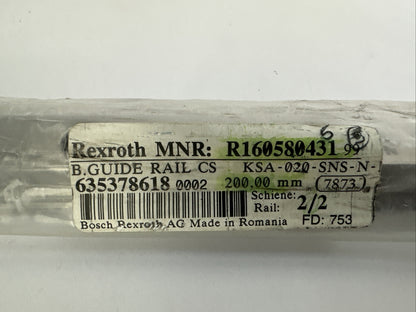 Rexroth MNR: R160580431 99
B.GUIDE RAIL CS KSA-020-SNS-N-
635378618 0002 200,00 mm (7873)
Schiene:
Rail: 2/2
Bosch Rexroth AG Made in Romania FD: 753